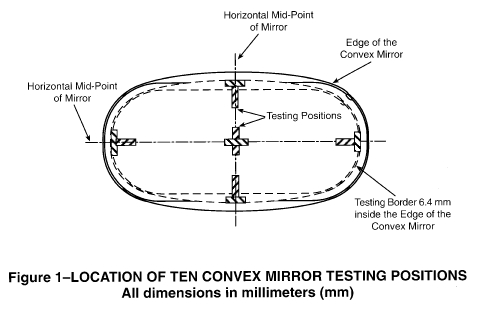 Horizontal Mid-Point
of Mirror
Edge of the
Convex Mirror
Horizontal Mid-Point
of Mirror
Testing Positions
Testing Border 6.4 mm
inside the Edge of the
Convex Mirror
Figure 1–LOCATION OF TEN CONVEX MIRROR TESTING POSITIONS
All dimensions in millimeters (mm)